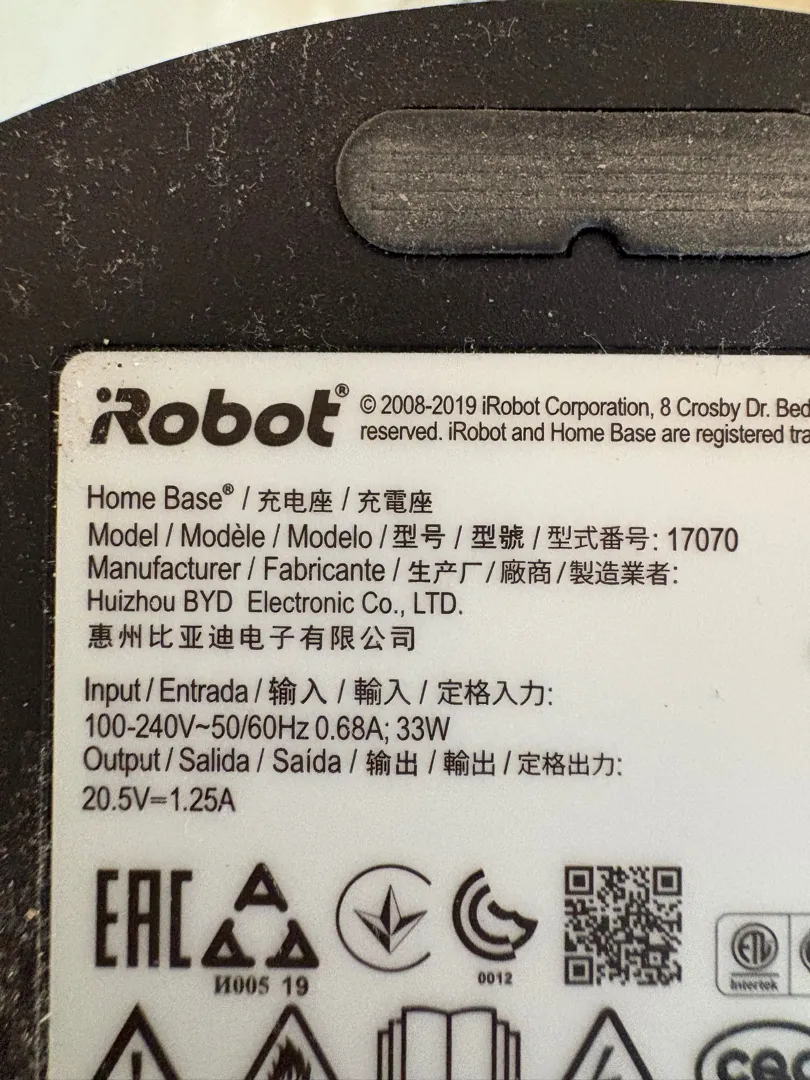 iRobot®
© 2008-2019 iRobot Corporation, 8 Crosby Dr.
reserved. iRobot and Home Base are registered
Home Base® / 充电座 / 充電座
Model / Modèle / Modelo / 型号 / 型號 / 型式番号: 17070
Manufacturer / Fabricante / 生产厂 / 廠商 / 製造業者:
Huizhou BYD Electronic Co., LTD.
惠州比亚迪电子有限公司
Input / Entrada / 输入 / 輸入 / 定格入力:
100-240V~50/60Hz 0.68A; 33W
Output / Salida / Saída / 输出 / 輸出 / 定格出力:
20.5V=1.25A
EAC
И005 19
0012
ETL
Intertek